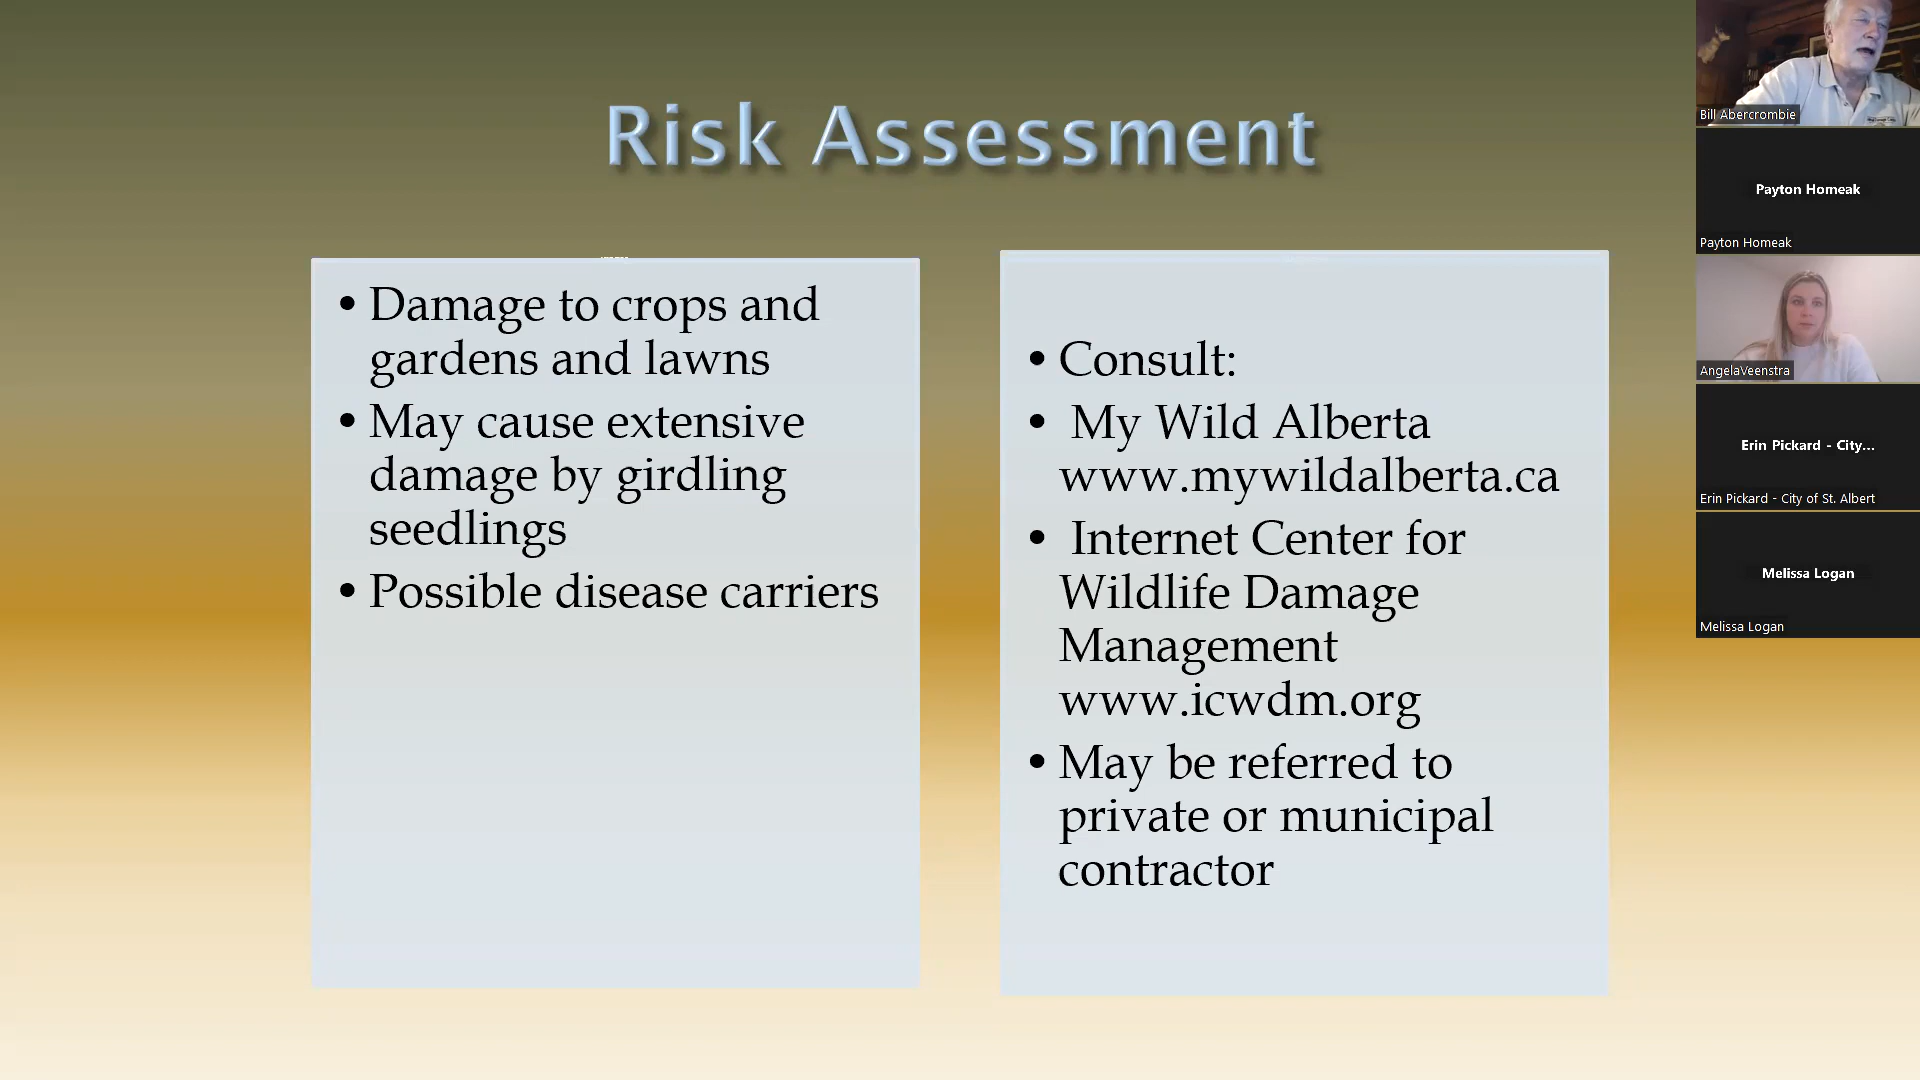 Risk Assessment
• Damage to crops and
gardens and lawns
• May cause extensive
damage by girdling
seedlings
• Possible disease carriers
• Consult:
• My Wild Alberta
www.mywildalberta.ca
• Internet Center for
Wildlife Damage
Management
www.icwdm.org
• May be referred to
private or municipal
contractor
Bill Abercrombie
Payton Homeak
Payton Homeak
AngelaVeenstra
Erin Pickard - City...
Erin Pickard - City of St. Albert
Melissa Logan
Melissa Logan